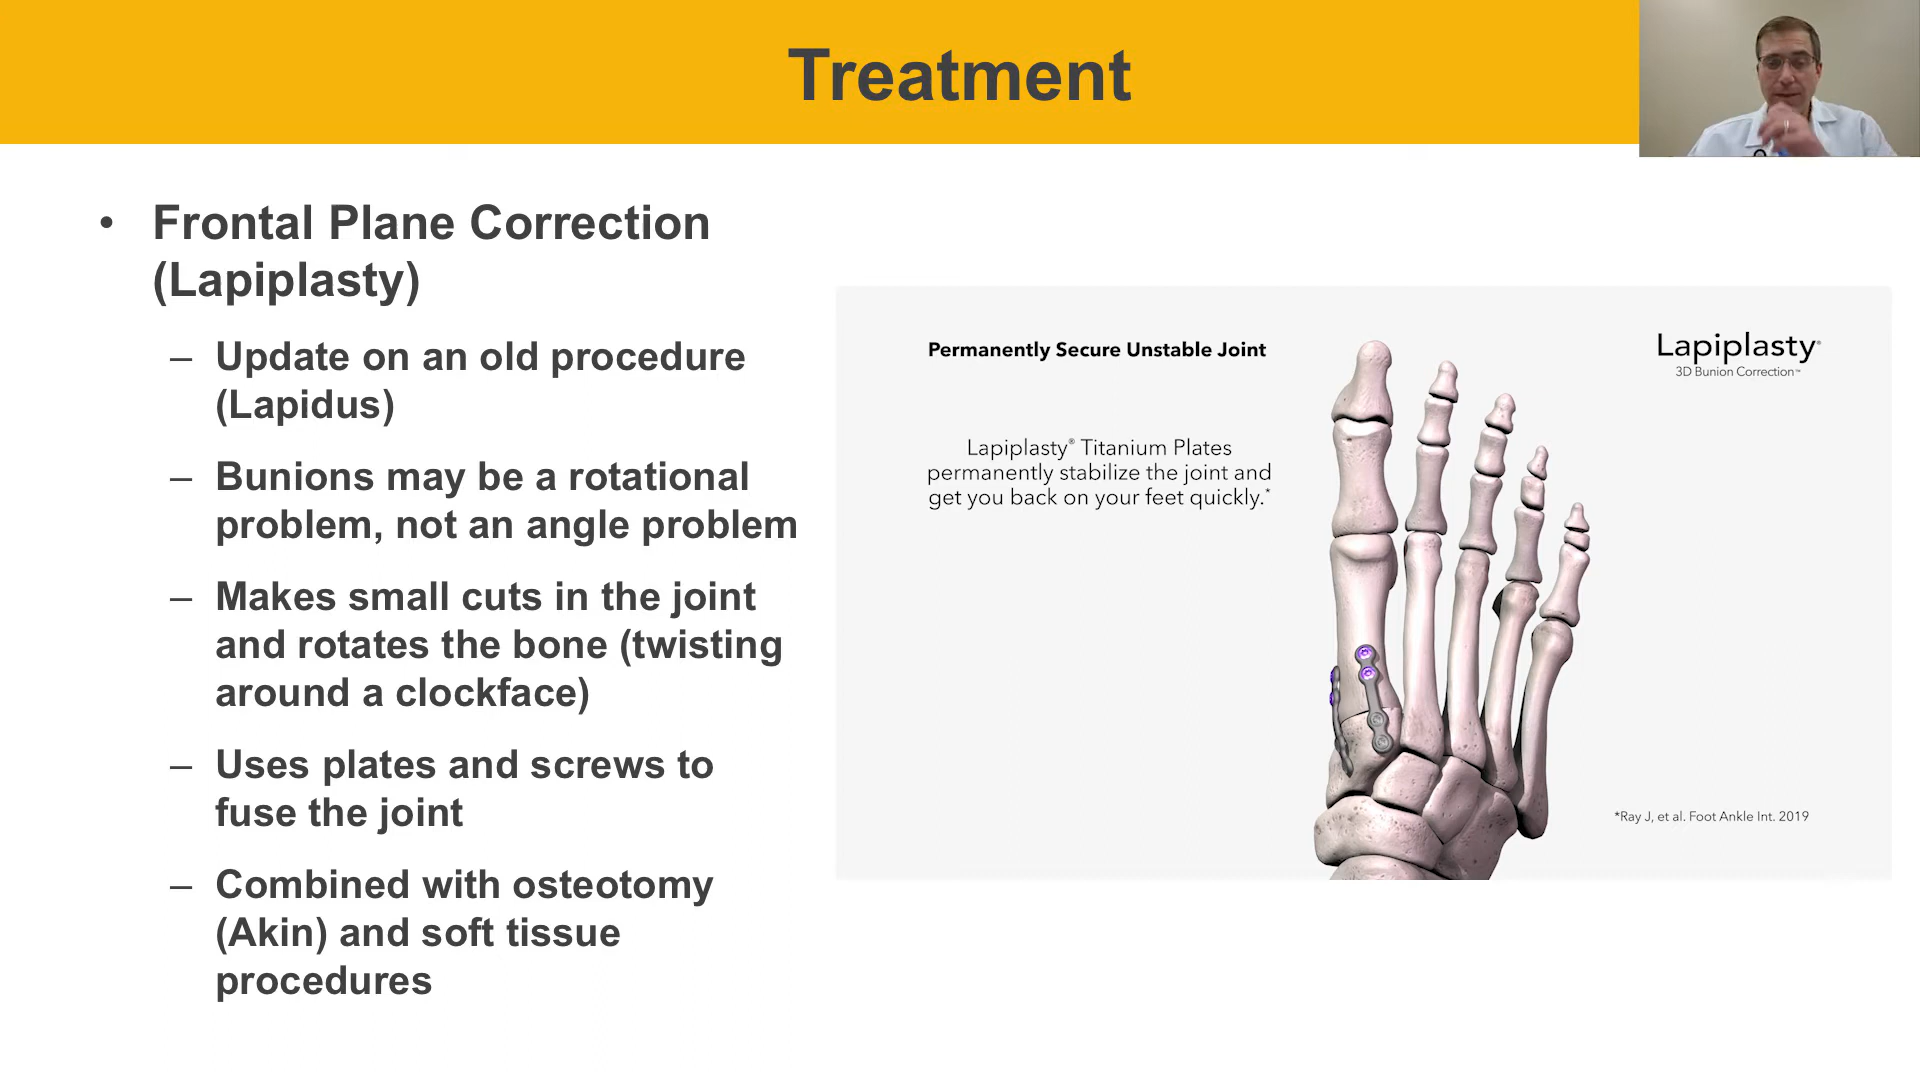 Treatment
• Frontal Plane Correction
(Lapiplasty)
– Update on an old procedure
(Lapidus)
– Bunions may be a rotational
problem, not an angle problem
– Makes small cuts in the joint
and rotates the bone (twisting
around a clockface)
– Uses plates and screws to
fuse the joint
– Combined with osteotomy
(Akin) and soft tissue
procedures
Permanently Secure Unstable Joint
Lapiplasty® Titanium Plates
permanently stabilize the joint and
get you back on your feet quickly.*
Lapiplasty®
3D Bunion Correction™
*Ray J, et al. Foot Ankle Int. 2019